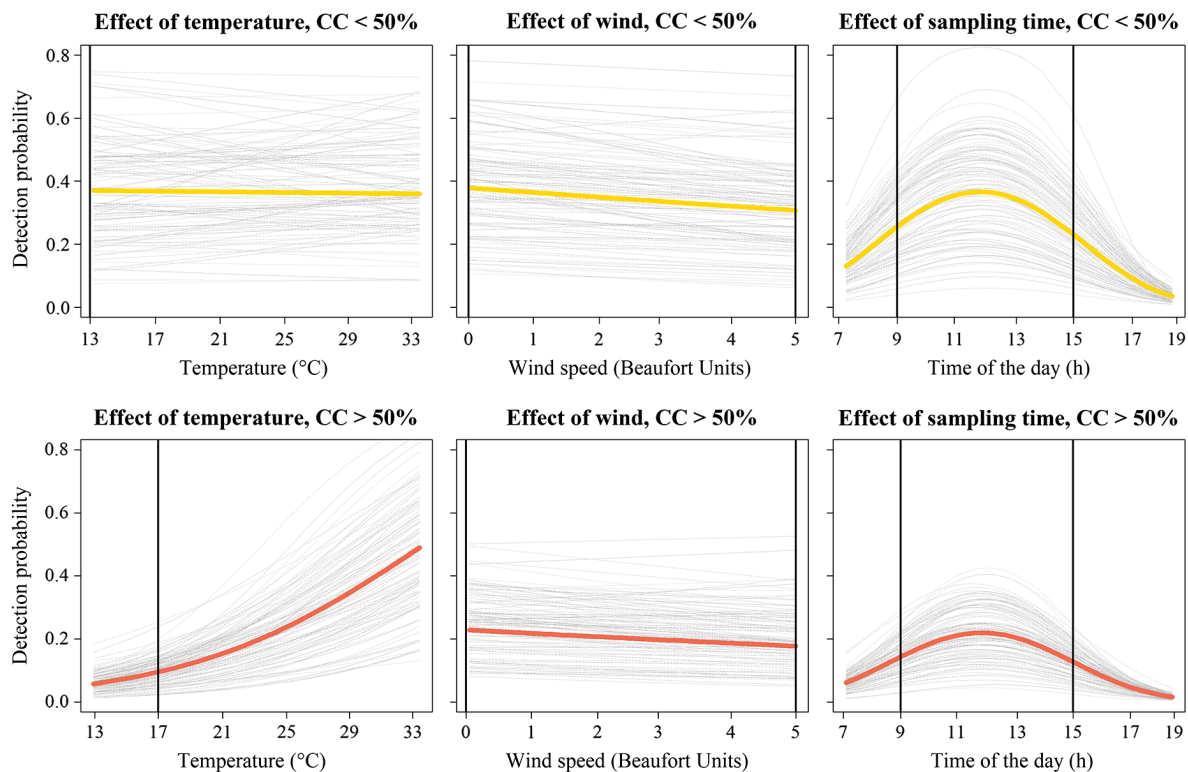 Effect of temperature, CC < 50%
Effect of wind, CC < 50%
Effect of sampling time, CC < 50%
Detection probability
0.8
0.6
0.4
0.2
0.0
13 17 21 25 29 33
0 1 2 3 4 5
7 9 11 13 15 17 19
Temperature (°C)
Wind speed (Beaufort Units)
Time of the day (h)
Effect of temperature, CC > 50%
Effect of wind, CC > 50%
Effect of sampling time, CC > 50%
Detection probability
0.8
0.6
0.4
0.2
0.0
13 17 21 25 29 33
0 1 2 3 4 5
7 9 11 13 15 17 19
Temperature (°C)
Wind speed (Beaufort Units)
Time of the day (h)